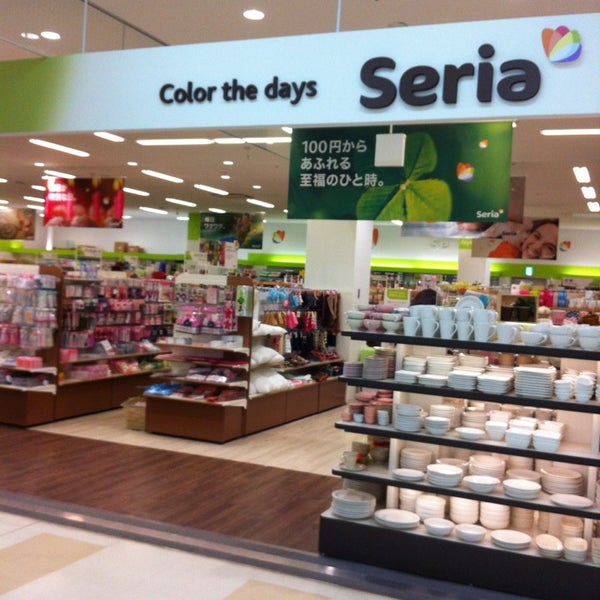 Color the days Seria
100円から
あふれる
至福のひと時。
Seria
Seria